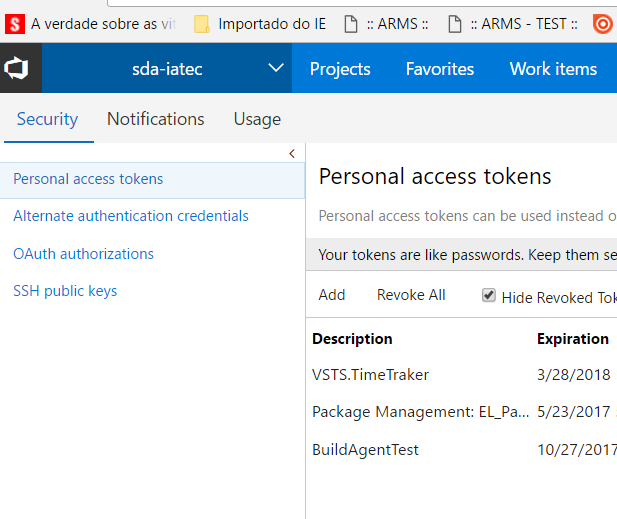 S A verdade sobre as vit Importado do IE :: ARMS :: :: ARMS - TEST ::
sda-iatec Projects Favorites Work items
Security Notifications Usage
Personal access tokens
Alternate authentication credentials
OAuth authorizations
SSH public keys
Personal access tokens
Personal access tokens can be used instead o
Your tokens are like passwords. Keep them se
Add Revoke All Hide Revoked Tok
Description Expiration
VSTS.TimeTraker 3/28/2018
Package Management: EL_Pa... 5/23/2017
BuildAgentTest 10/27/2017